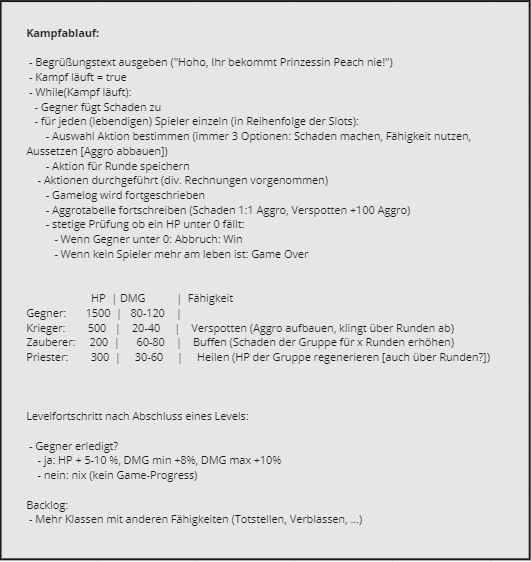 Kampfablauf:
- Begrüßungstext ausgeben ("Hoho, Ihr bekommt Prinzessin Peach nie!")
- Kampf läuft = true
- While(Kampf läuft):
- Gegner fügt Schaden zu
- für jeden (lebendigen) Spieler einzeln (in Reihenfolge der Slots):
- Auswahl Aktion bestimmen (immer 3 Optionen: Schaden machen, Fähigkeit nutzen,
Aussetzen [Aggro abbauen])
- Aktion für Runde speichern
- Aktionen durchgeführt (div. Rechnungen vorgenommen)
- Gamelog wird fortgeschrieben
- Aggrotabelle fortschreiben (Schaden 1:1 Aggro, Verspotten +100 Aggro)
- stetige Prüfung ob ein HP unter 0 fällt:
- Wenn Gegner unter 0: Abbruch: Win
- Wenn kein Spieler mehr am leben ist: Game Over
HP | DMG | Fähigkeit
Gegner: 1500 | 80-120 |
Krieger: 500 | 20-40 | Verspotten (Aggro aufbauen, klingt über Runden ab)
Zauberer: 200 | 60-80 | Buffen (Schaden der Gruppe für x Runden erhöhen)
Priester: 300 | 30-60 | Heilen (HP der Gruppe regenerieren [auch über Runden?])
Levelfortschritt nach Abschluss eines Levels:
- Gegner erledigt?
- ja: HP + 5-10 %, DMG min +8%, DMG max +10%
- nein: nix (kein Game-Progress)
Backlog:
- Mehr Klassen mit anderen Fähigkeiten (Totstellen, Verblassen, ...)